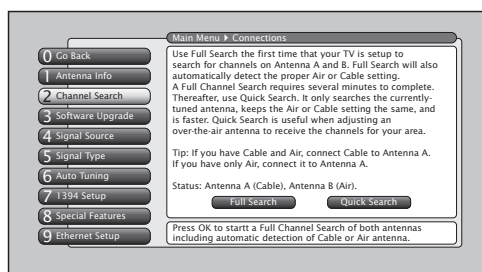 Main Menu ▸ Connections
0 Go Back
1 Antenna Info
2 Channel Search
3 Software Upgrade
4 Signal Source
5 Signal Type
6 Auto Tuning
7 1394 Setup
8 Special Features
9 Ethernet Setup
Use Full Search the first time that your TV is setup to
search for channels on Antenna A and B. Full Search will also
automatically detect the proper Air or Cable setting.
A Full Channel Search requires several minutes to complete.
Thereafter, use Quick Search. It only searches the currently-
tuned antenna, keeps the Air or Cable setting the same, and
is faster. Quick Search is useful when adjusting an
over-the-air antenna to receive the channels for your area.
Tip: If you have Cable and Air, connect Cable to Antenna A.
If you have only Air, connect it to Antenna A.
Status: Antenna A (Cable), Antenna B (Air).
Full Search Quick Search
Press OK to startt a Full Channel Search of both antennas
including automatic detection of Cable or Air antenna.